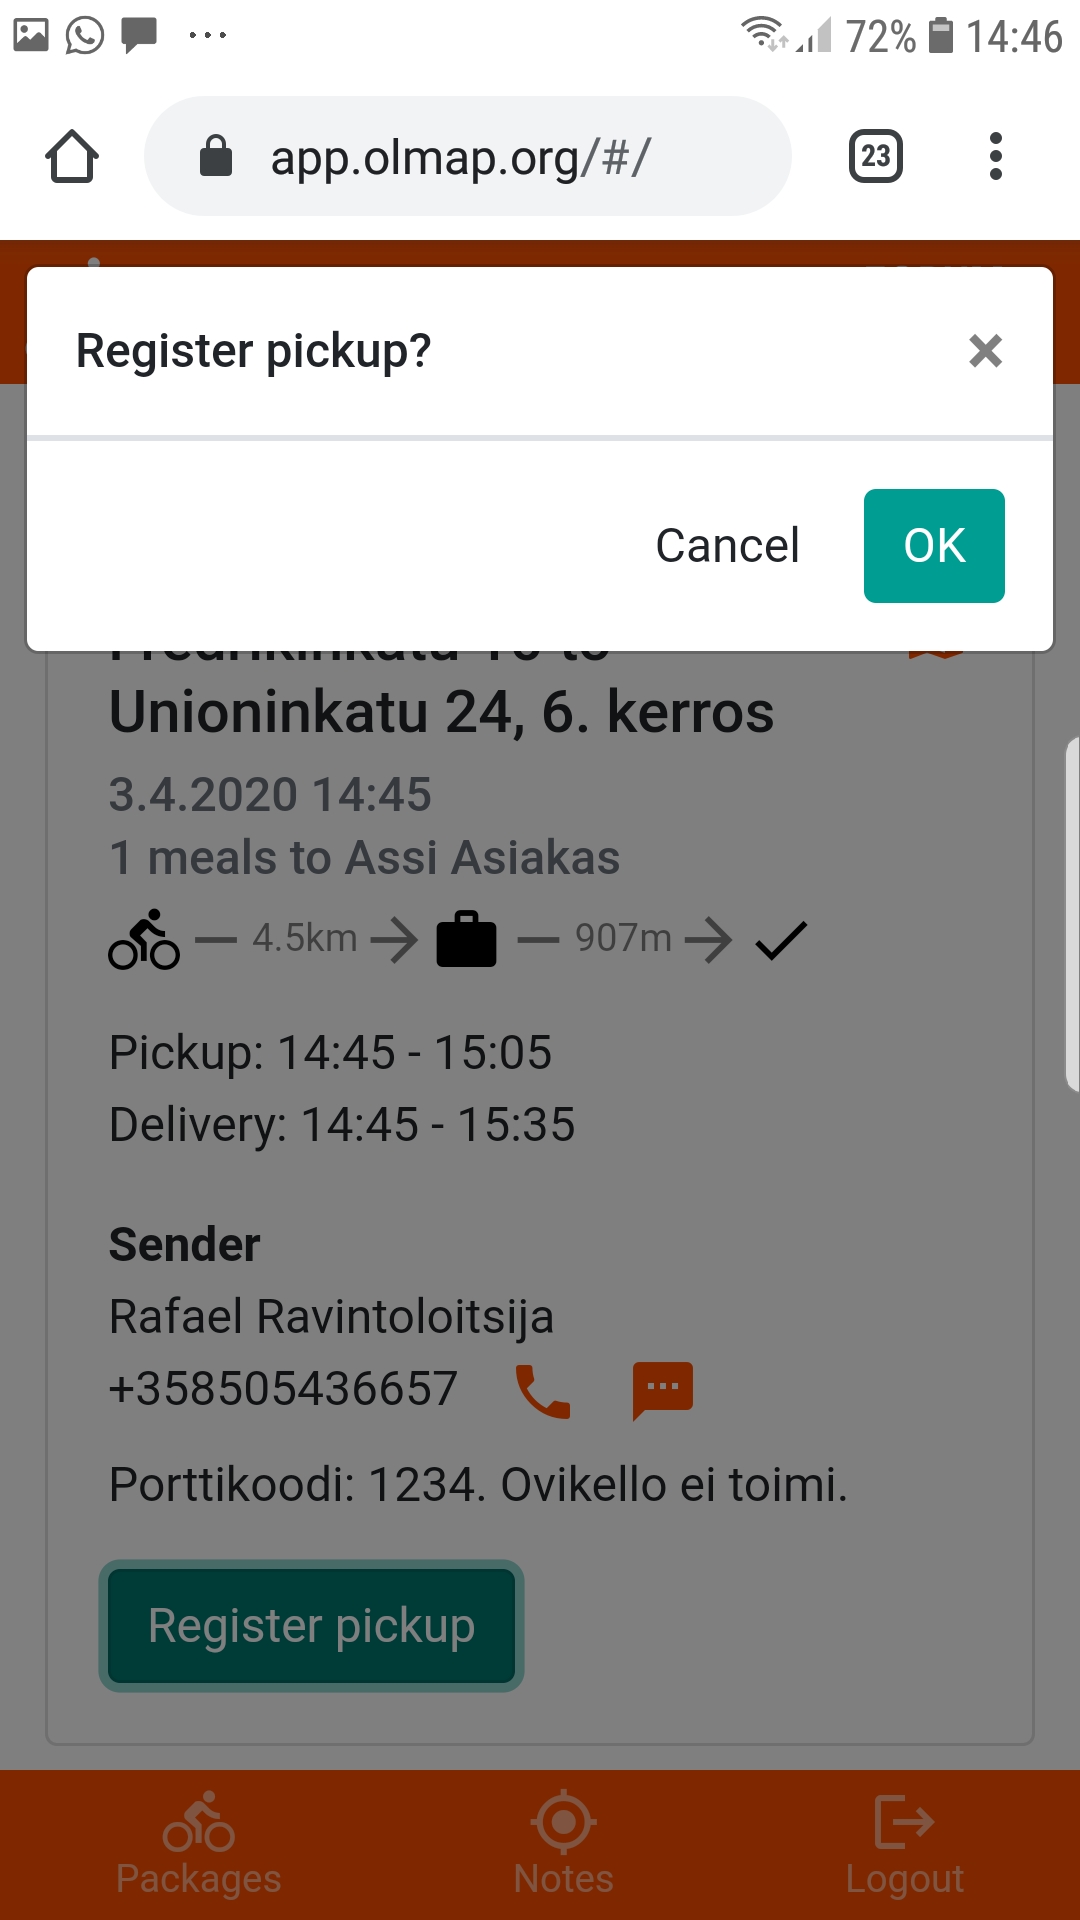 72% 14:46
app.olmap.org/#/
23
Register pickup?
×
Cancel OK
to
Unioninkatu 24, 6. kerros
3.4.2020 14:45
1 meals to Assi Asiakas
4.5km 907m
Pickup: 14:45 - 15:05
Delivery: 14:45 - 15:35
Sender
Rafael Ravintoloitsija
+358505436657
Porttikoodi: 1234. Ovikello ei toimi.
Register pickup
Packages Notes Logout